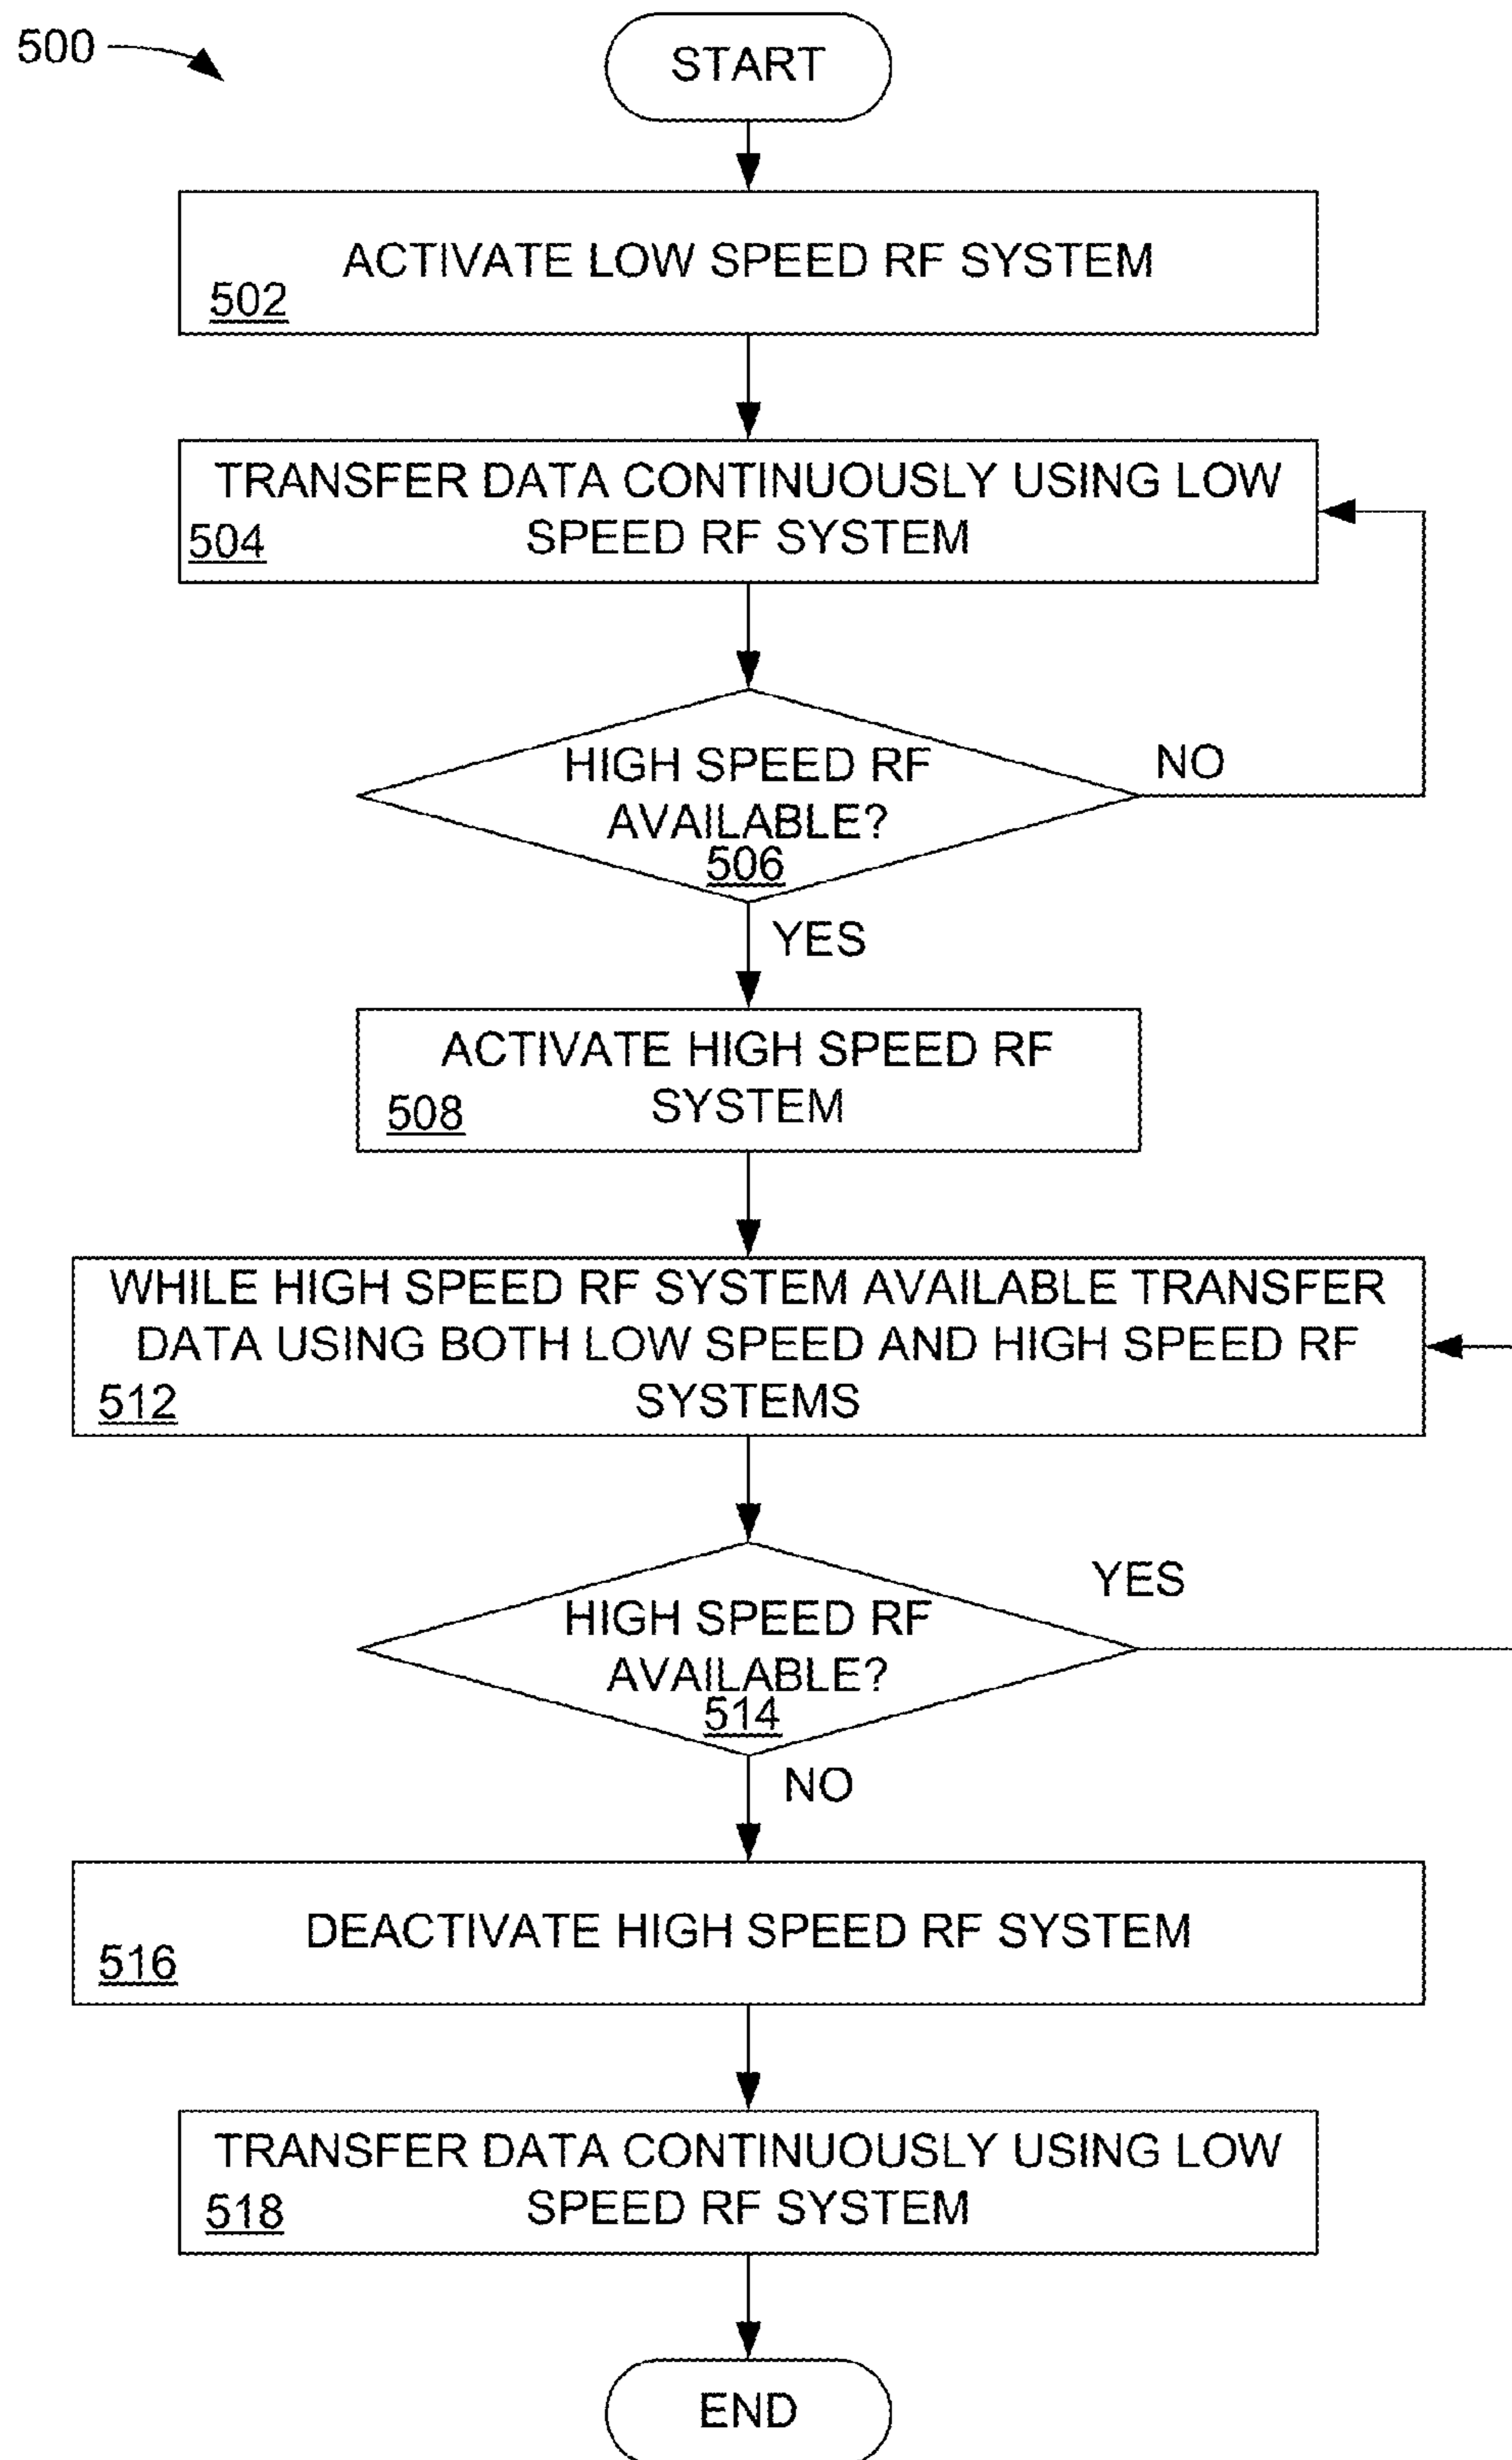 500
START
ACTIVATE LOW SPEED RF SYSTEM
502
TRANSFER DATA CONTINUOUSLY USING LOW
SPEED RF SYSTEM
504
HIGH SPEED RF
AVAILABLE?
506
NO
YES
ACTIVATE HIGH SPEED RF
SYSTEM
508
WHILE HIGH SPEED RF SYSTEM AVAILABLE TRANSFER
DATA USING BOTH LOW SPEED AND HIGH SPEED RF
SYSTEMS
512
HIGH SPEED RF
AVAILABLE?
514
YES
NO
DEACTIVATE HIGH SPEED RF SYSTEM
516
TRANSFER DATA CONTINUOUSLY USING LOW
SPEED RF SYSTEM
518
END